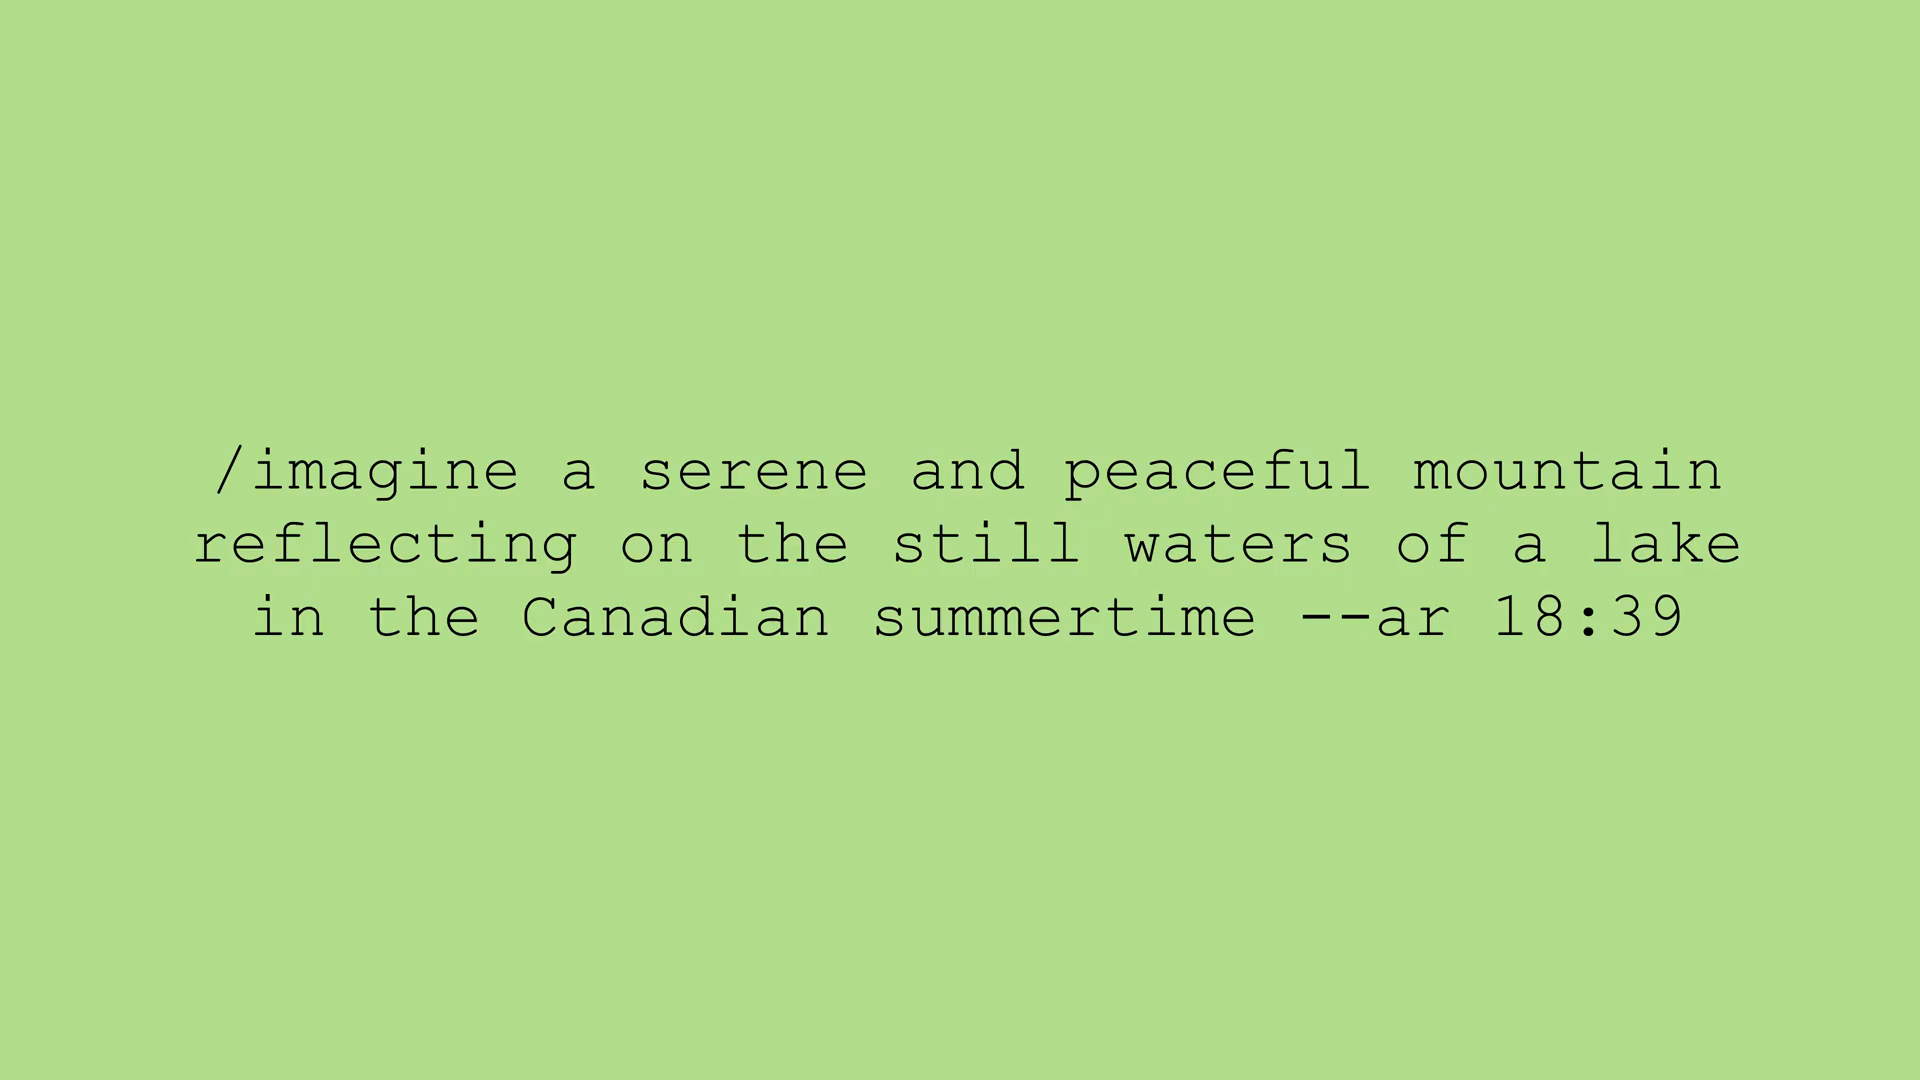 /imagine a serene and peaceful mountain
reflecting on the still waters of a lake
in the Canadian summertime --ar 18:39